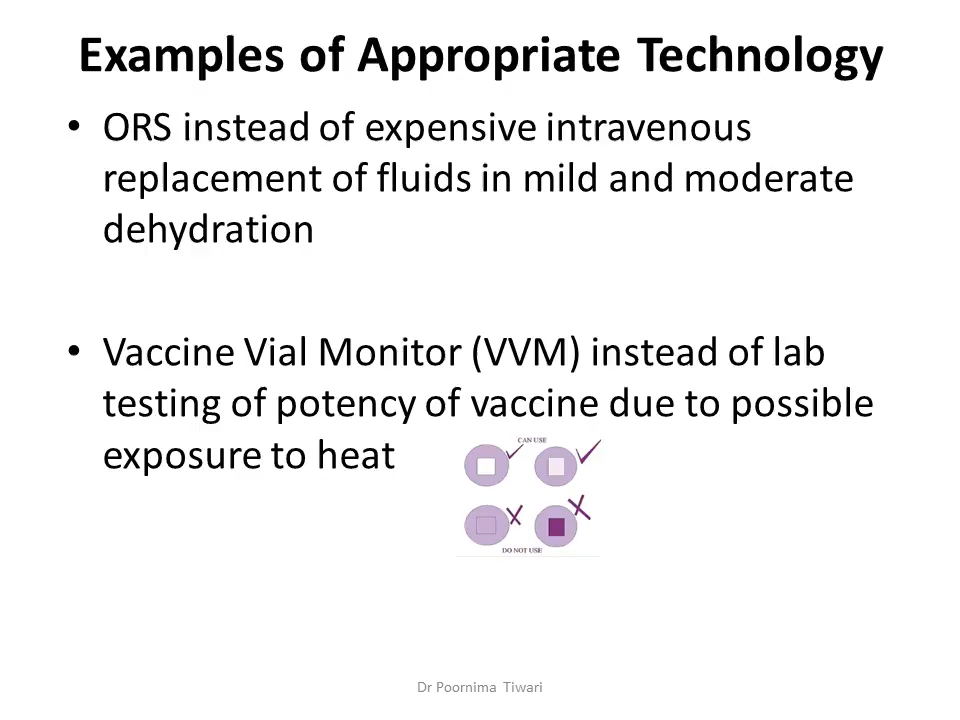 Examples of Appropriate Technology
• ORS instead of expensive intravenous
replacement of fluids in mild and moderate
dehydration
• Vaccine Vial Monitor (VVM) instead of lab
testing of potency of vaccine due to possible
exposure to heat
CAN USE
DO NOT USE
Dr Poornima Tiwari